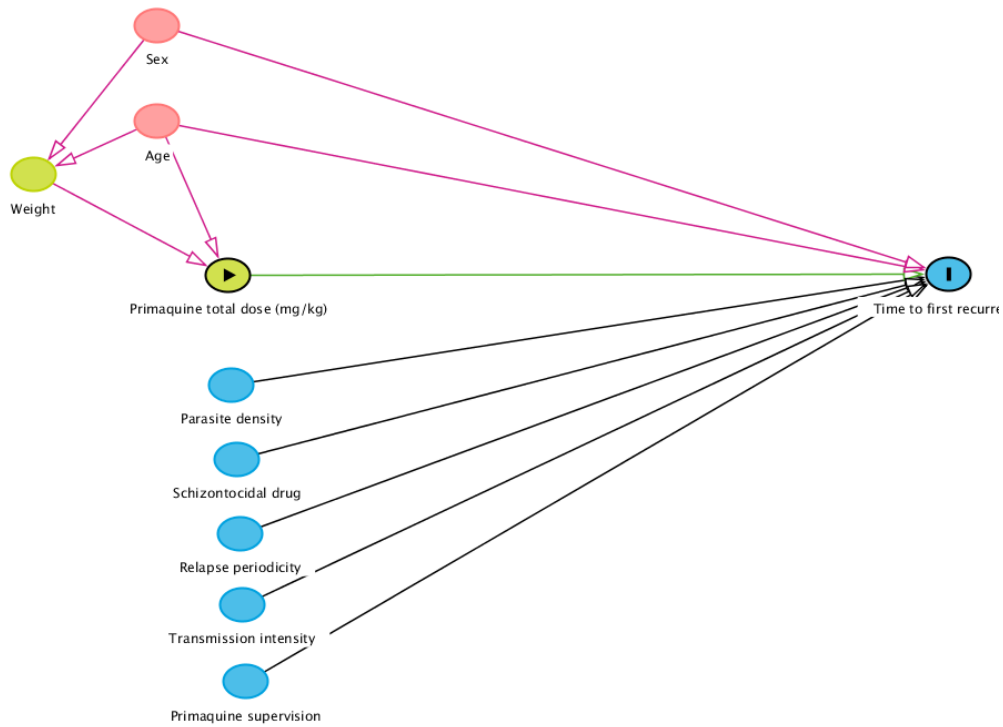 Sex
Age
Weight
Primaquine total dose (mg/kg)
Time to first recurre
Parasite density
Schizontocidal drug
Relapse periodicity
Transmission intensity
Primaquine supervision